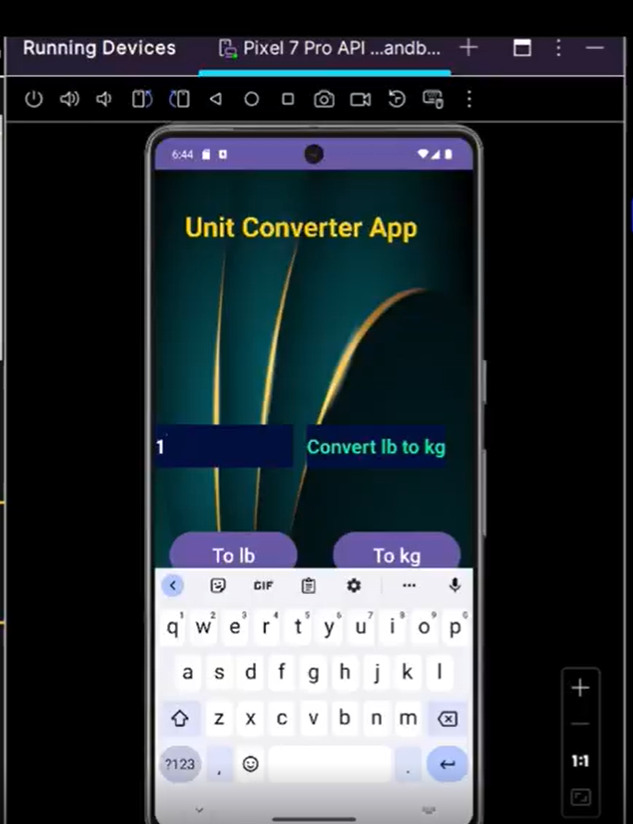 Running Devices
Pixel 7 Pro API ...andb...
6:44
Unit Converter App
1
Convert lb to kg
To lb
To kg
GIF
q1 w2 e3 r4 t5 y6 u7 i8 o9 p0
a s d f g h j k l
z x c v b n m
?123 , .
1:1